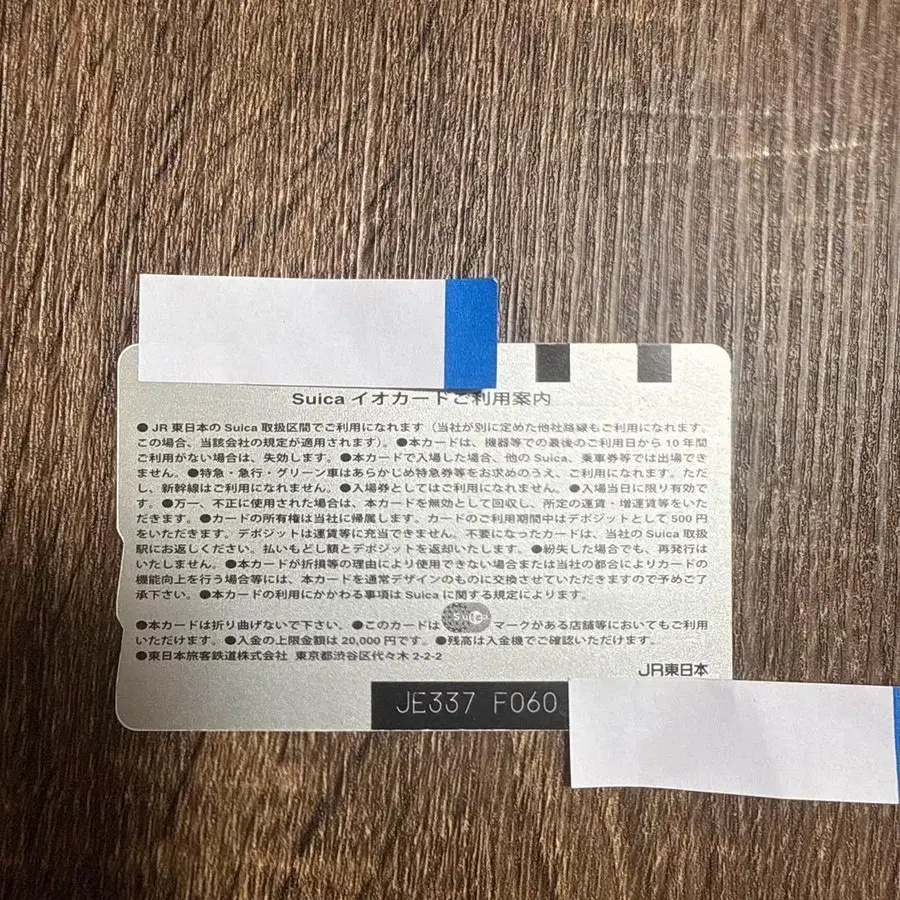 Suica イオカードご利用案内
●JR東日本の Suica 取扱区間でご利用になれます（当社が別に定めた他社路線もご利用になれます。
この場合、当該会社の規定が適用されます）。●本カードは、機器等での最後のご利用日から 10 年間
ご利用がない場合は、失効します。●本カードで入場した場合、他の Suica、乗車券等では出場でき
ません。●特急・急行・グリーン車はあらかじめ特急券等をお求めのうえ、ご利用になれます。ただ
し、新幹線はご利用になれません。●入場券としてはご利用になれません。●入場当日に限り有効で
す。●万一、不正に使用された場合は、本カードを無効として回収し、所定の運賃・増運賃等をいた
だきます。●カードの所有権は当社に帰属します。カードのご利用期間中はデポジットとして 500 円
をいただきます。デポジットは運賃等に充当できません。不要になったカードは、当社の Suica 取扱
駅にお返しください。払いもどし額とデポジットを返却いたします。●紛失した場合でも、再発行は
いたしません。●本カードが折損等の理由により使用できない場合または当社の都合によりカードの
機能向上を行う場合等には、本カードを通常デザインのものに交換させていただきますので予めご了
承下さい。●本カードの利用にかかわる事項は Suica に関する規定によります。
●本カードは折り曲げないで下さい。●このカードは マークがある店舗等においてもご利用
いただけます。●入金の上限金額は 20,000 円です。●残高は入金機でご確認いただけます。
●東日本旅客鉄道株式会社 東京都渋谷区代々木 2-2-2
JR東日本
JE337 F060